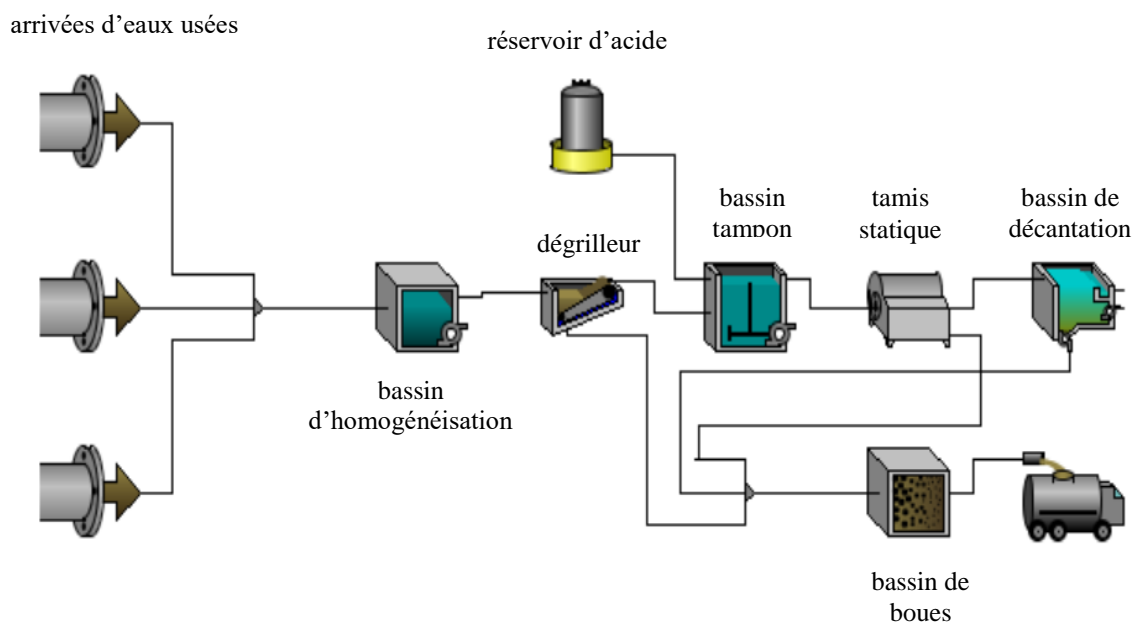 arrivées d'eaux usées
réservoir d'acide
bassin
tampon
tamis
statique
bassin de
décantation
dégrilleur
bassin
d'homogénéisation
bassin de
boues